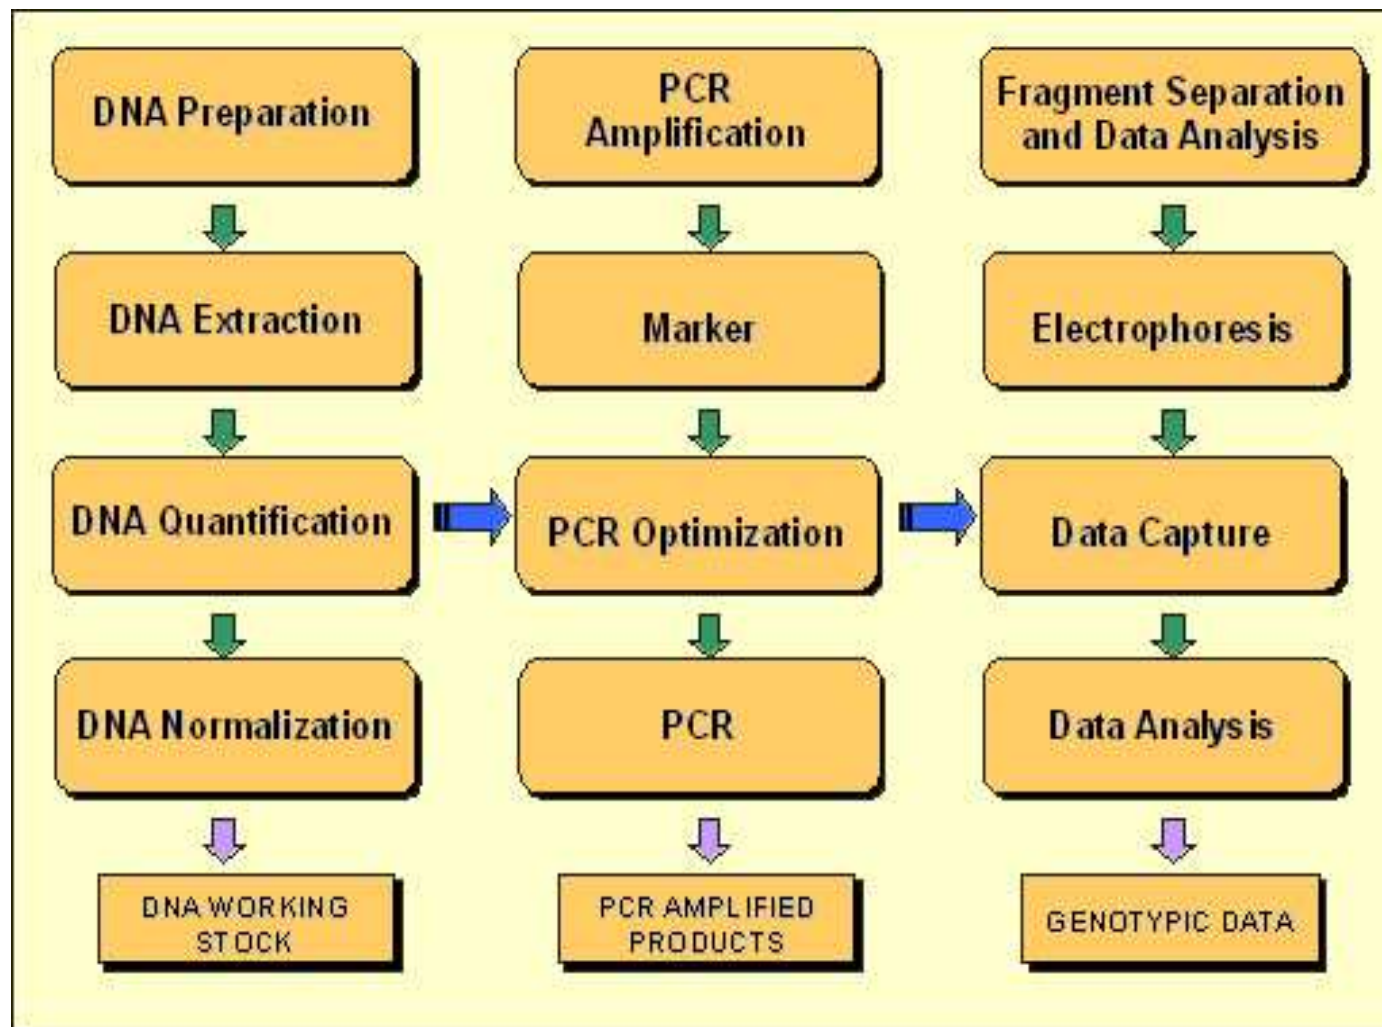 DNA Preparation
DNA Extraction
DNA Quantification
DNA Normalization
DNA WORKING
STOCK
PCR
Amplification
Marker
PCR Optimization
PCR
PCR AMPLIFIED
PRODUCTS
Fragment Separation
and Data Analysis
Electrophoresis
Data Capture
Data Analysis
GENOTYPIC DATA